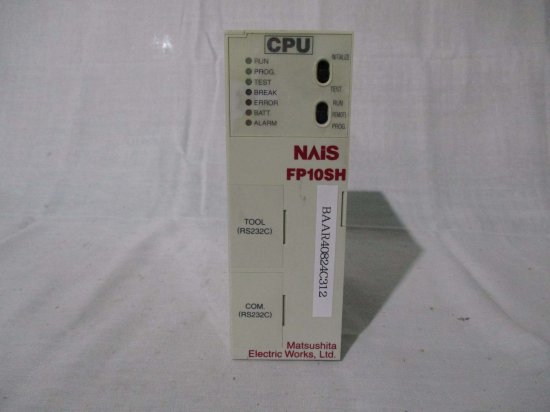 CPU
RUN
PROG.
TEST
BREAK
ERROR
BATT.
ALARM
INITIALIZE
TEST
RUN
REMOTE
PROG.
NAiS
FP10SH
TOOL
(RS232C)
BAAR40824C312
COM.
(RS232C)
Matsushita
Electric Works, Ltd.